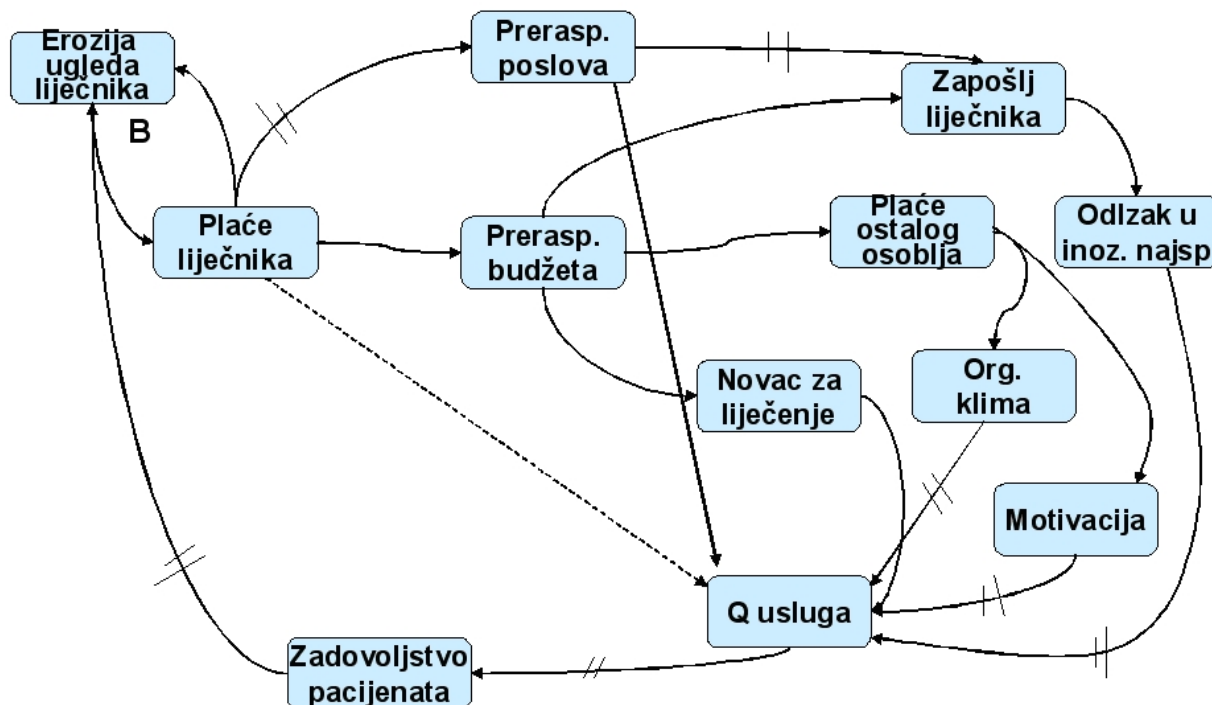 Erozija
ugleda
liječnika
B
Prerasp.
poslova
Zapošlj
liječnika
Plaće
liječnika
Prerasp.
budžeta
Plaće
ostalog
osoblja
Odlzak u
inoz. najsp
Novac za
liječenje
Org.
klima
Motivacija
Q usluga
Zadovoljstvo
pacijenata